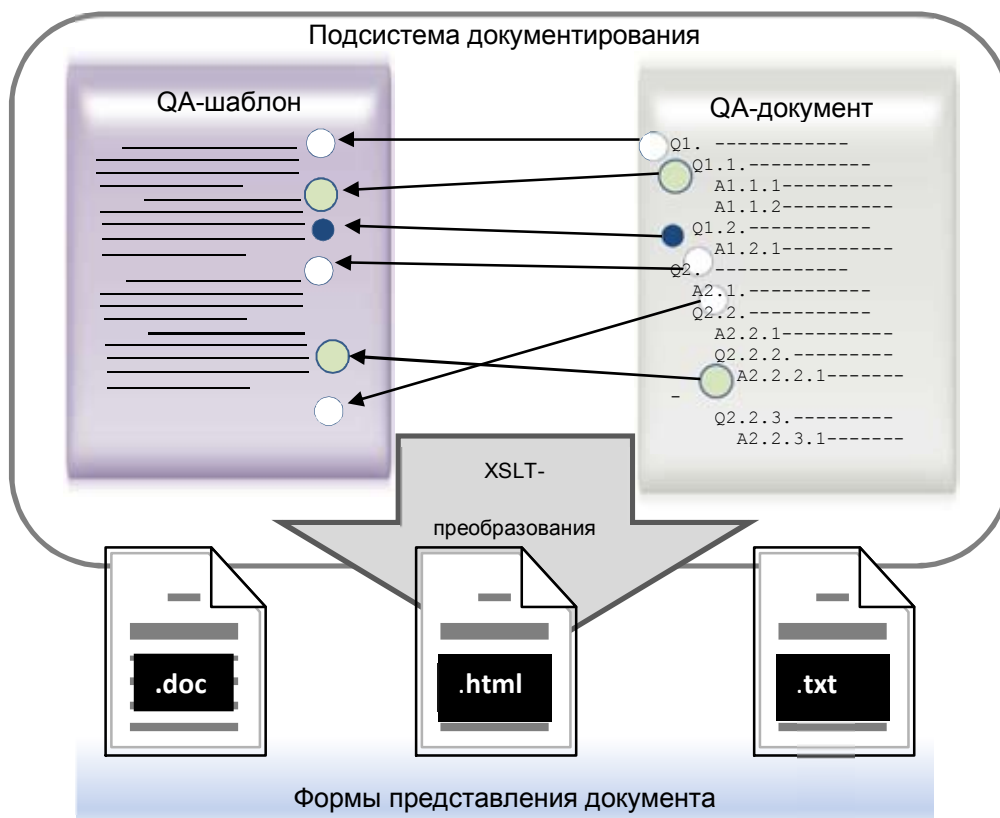 Подсистема документирования
QA-шаблон
QA-документ
Q1. ------------
Q1.1.-----------
A1.1.1---------
A1.1.2---------
Q1.2.-----------
A1.2.1---------
Q2. ------------
A2.1.-----------
Q2.2.-----------
A2.2.1---------
Q2.2.2.--------
A2.2.2.1-------
-
Q2.2.3.---------
A2.2.3.1-------
XSLT-
преобразования
.doc
.html
.txt
Формы представления документа